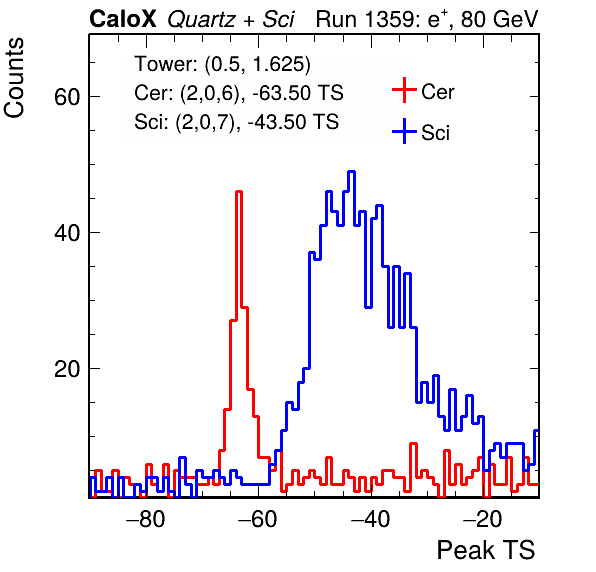 CaloX Quartz + Sci Run 1359: e+, 80 GeV
Counts
Tower: (0.5, 1.625)
Cer: (2,0,6), -63.50 TS
Sci: (2,0,7), -43.50 TS
Cer
Sci
60
40
20
−80 −60 −40 −20
Peak TS